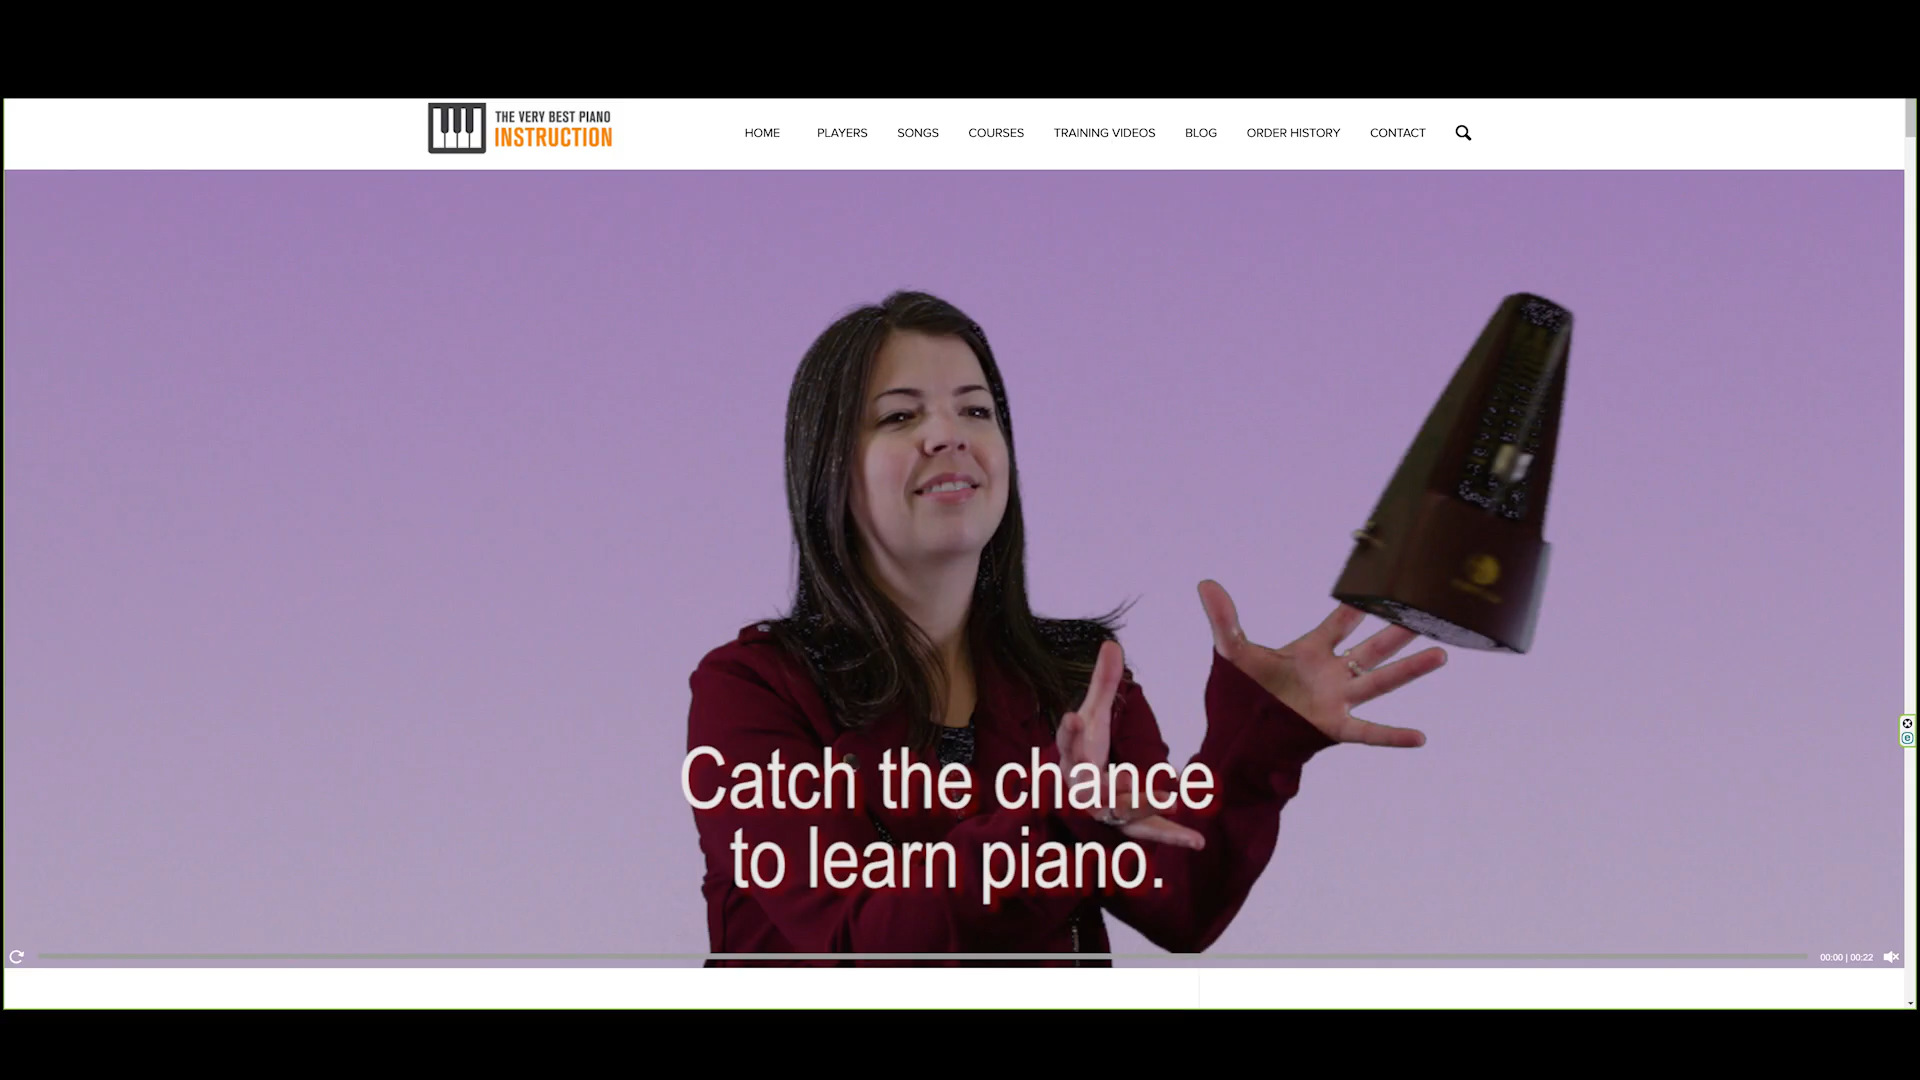 THE VERY BEST PIANO
INSTRUCTION
HOME PLAYERS SONGS COURSES TRAINING VIDEOS BLOG ORDER HISTORY CONTACT
Catch the chance
to learn piano.
00:00 | 00:22